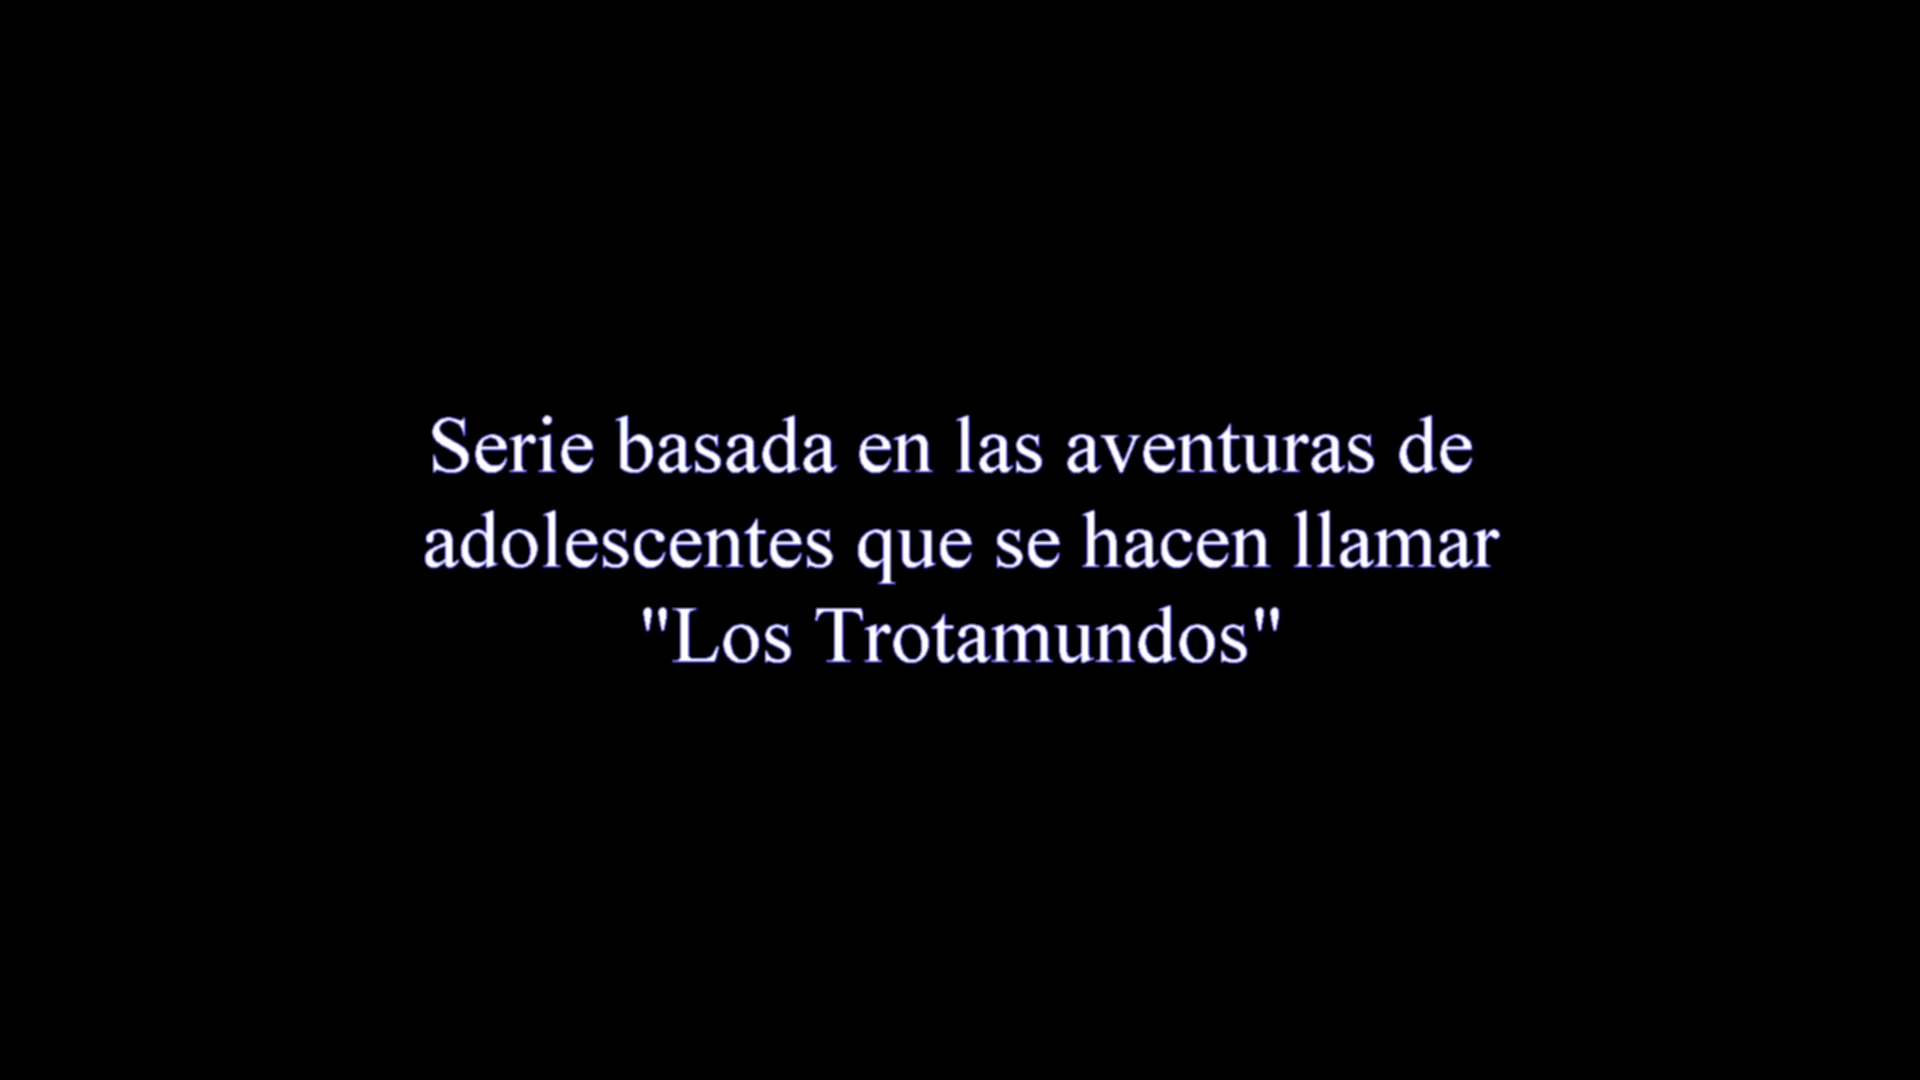 Serie basada en las aventuras de
adolescentes que se hacen llamar
"Los Trotamundos"